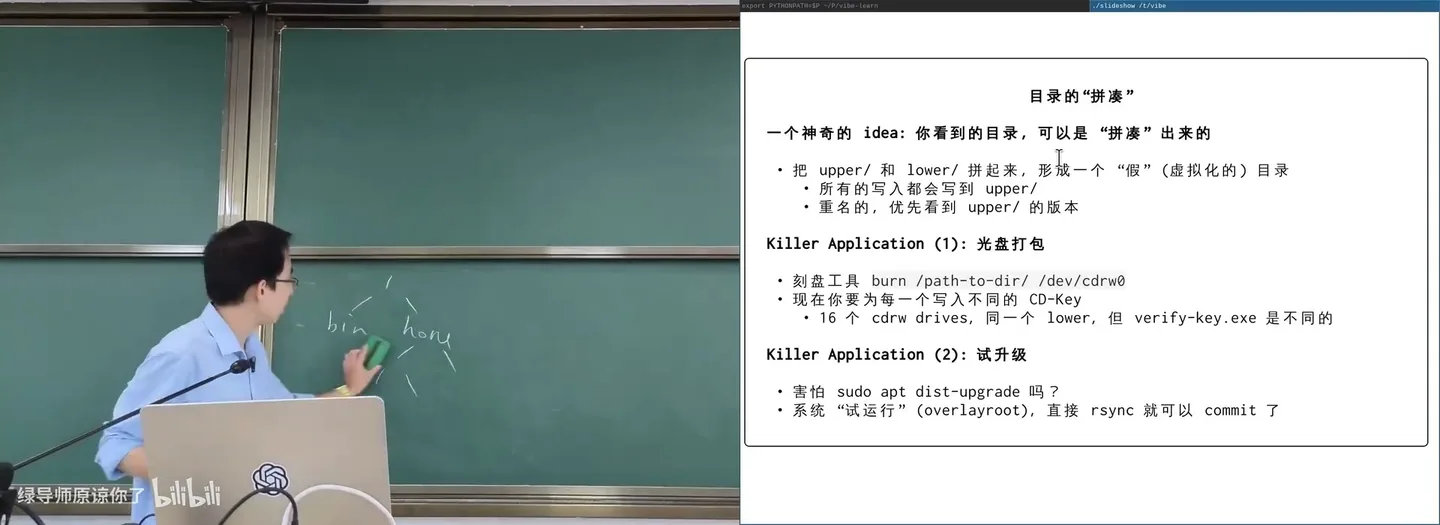 export PYTHONPATH=$P ~/P/vibe-learn
./slideshow /t/vibe
目录的“拼凑”
一个神奇的 idea: 你看到的目录, 可以是 “拼凑” 出来的
• 把 upper/ 和 lower/ 拼起来, 形成一个 “假” (虚拟化的) 目录
• 所有的写入都会写到 upper/
• 重名的, 优先看到 upper/ 的版本
Killer Application (1): 光盘打包
• 刻盘工具 burn /path-to-dir/ /dev/cdrw0
• 现在你要为每一个写入不同的 CD-Key
• 16 个 cdrw drives, 同一个 lower, 但 verify-key.exe 是不同的
Killer Application (2): 试升级
• 害怕 sudo apt dist-upgrade 吗?
• 系统 “试运行” (overlayroot), 直接 rsync 就可以 commit 了
/
bin home
绿导师原谅你了 bilibili